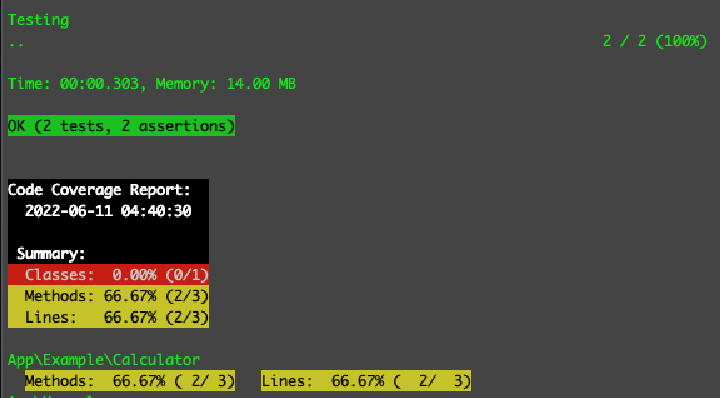 Testing
.. 2 / 2 (100%)
Time: 00:00.303, Memory: 14.00 MB
OK (2 tests, 2 assertions)
Code Coverage Report:
2022-06-11 04:40:30
Summary:
Classes: 0.00% (0/1)
Methods: 66.67% (2/3)
Lines: 66.67% (2/3)
App\Example\Calculator
Methods: 66.67% ( 2/ 3) Lines: 66.67% ( 2/ 3)